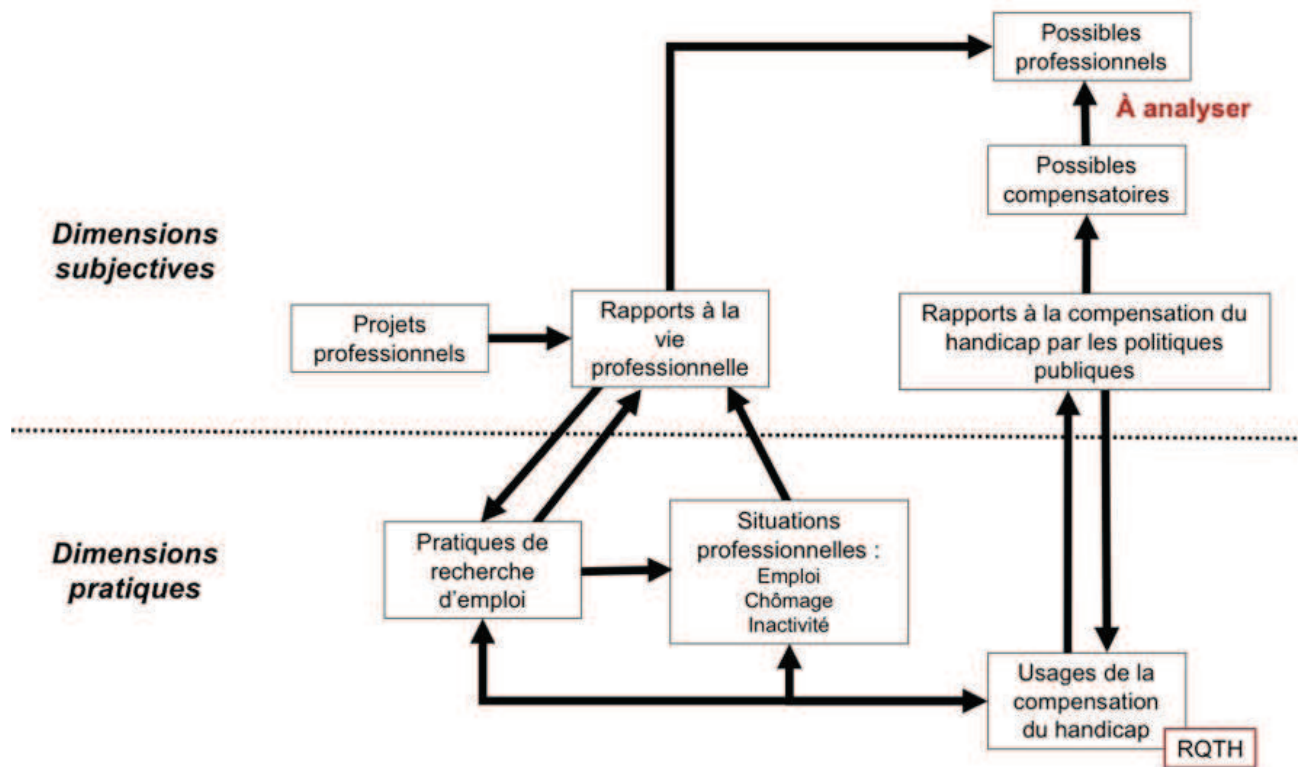 Possibles
professionnels
À analyser
Possibles
compensatoires
Dimensions
subjectives
Projets
professionnels
Rapports à la
vie
professionnelle
Rapports à la compensation du
handicap par les politiques
publiques
Dimensions
pratiques
Pratiques de
recherche
d'emploi
Situations
professionnelles :
Emploi
Chômage
Inactivité
Usages de la
compensation
du handicap
RQTH